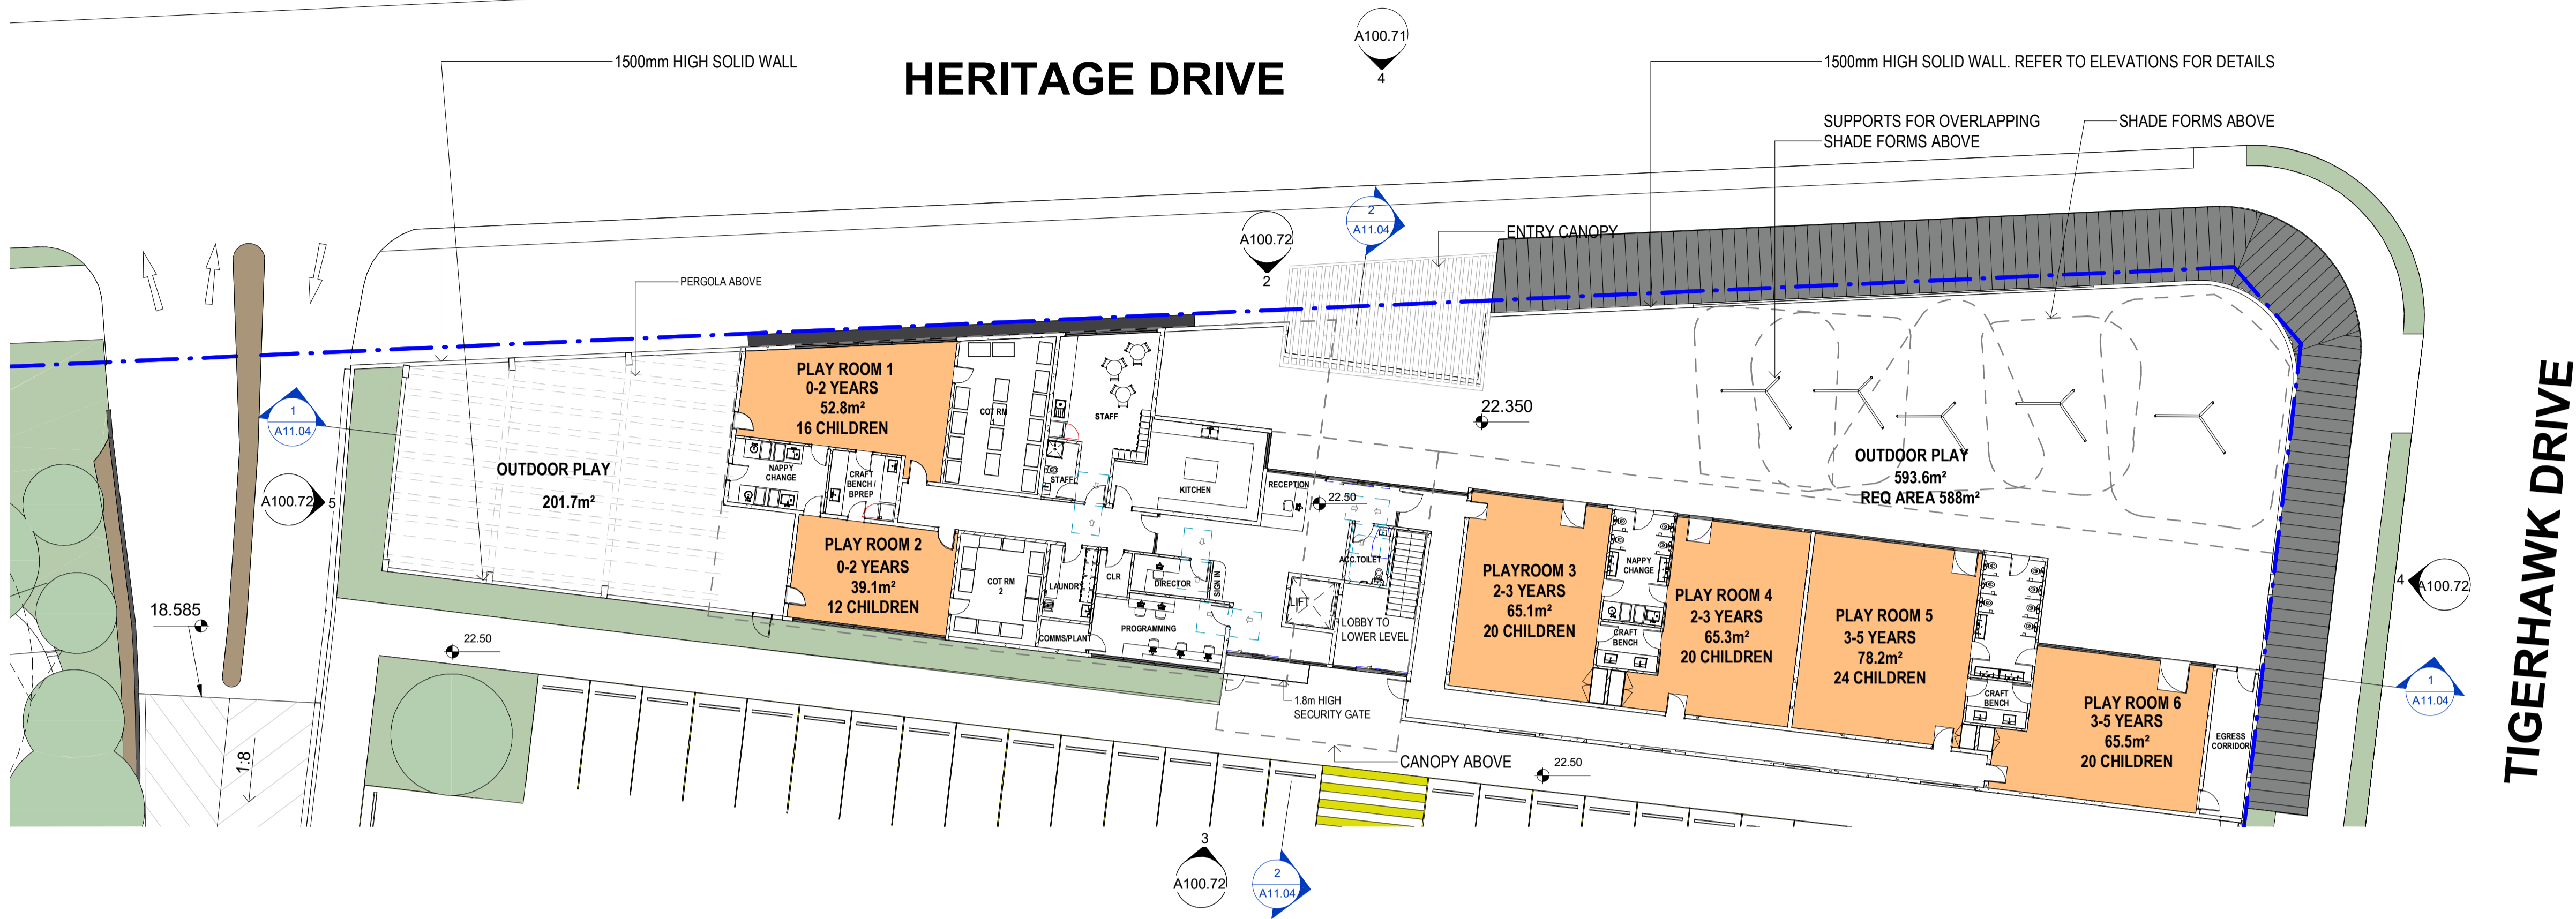 A100.71
4
1500mm HIGH SOLID WALL
HERITAGE DRIVE
1500mm HIGH SOLID WALL. REFER TO ELEVATIONS FOR DETAILS
SUPPORTS FOR OVERLAPPING
SHADE FORMS ABOVE
SHADE FORMS ABOVE
2
A11.04
A100.72
2
ENTRY CANOPY
PERGOLA ABOVE
PLAY ROOM 1
0-2 YEARS
52.8m²
16 CHILDREN
COT RM
STAFF
22.350
1
A11.04
OUTDOOR PLAY
201.7m²
NAPPY
CHANGE
CRAFT
BENCH /
BPREP
STAFF
KITCHEN
RECEPTION
22.50
OUTDOOR PLAY
593.6m²
REQ AREA 588m²
TIGERHAWK DRIVE
A100.72
5
PLAY ROOM 2
0-2 YEARS
39.1m²
12 CHILDREN
COT RM
2
LAUNDRY
CLR
DIRECTOR
SIGN IN
ACC.TOILET
LIFT
LOBBY TO
LOWER LEVEL
COMMS/PLANT
PROGRAMMING
PLAYROOM 3
2-3 YEARS
65.1m²
20 CHILDREN
NAPPY
CHANGE
CRAFT
BENCH
PLAY ROOM 4
2-3 YEARS
65.3m²
20 CHILDREN
PLAY ROOM 5
3-5 YEARS
78.2m²
24 CHILDREN
CRAFT
BENCH
PLAY ROOM 6
3-5 YEARS
65.5m²
20 CHILDREN
EGRESS
CORRIDOR
4
A100.72
1
A11.04
18.585
22.50
1:8
1.8m HIGH
SECURITY GATE
CANOPY ABOVE
22.50
3
A100.72
2
A11.04